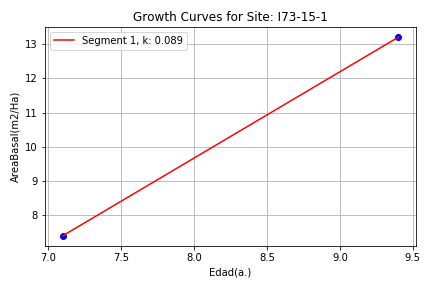 Growth Curves for Site: I73-15-1
Segment 1, k: 0.089
AreaBasal(m2/Ha)
13
12
11
10
9
8
7.0 7.5 8.0 8.5 9.0 9.5
Edad(a.)